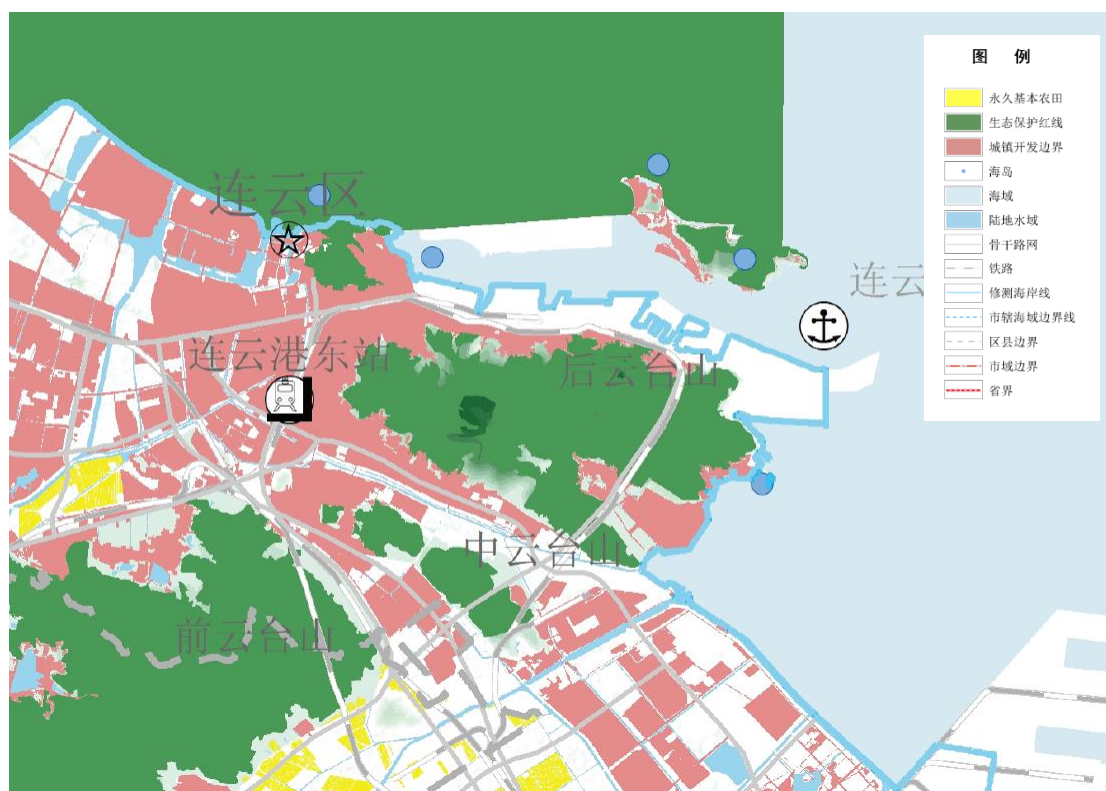 图 例
永久基本农田
生态保护红线
城镇开发边界
海岛
海域
陆地水域
骨干路网
铁路
修测海岸线
市辖海域边界线
区县边界
市域边界
省界
连云区
连云
连云港东站
后云台山
中云台山
前云台山